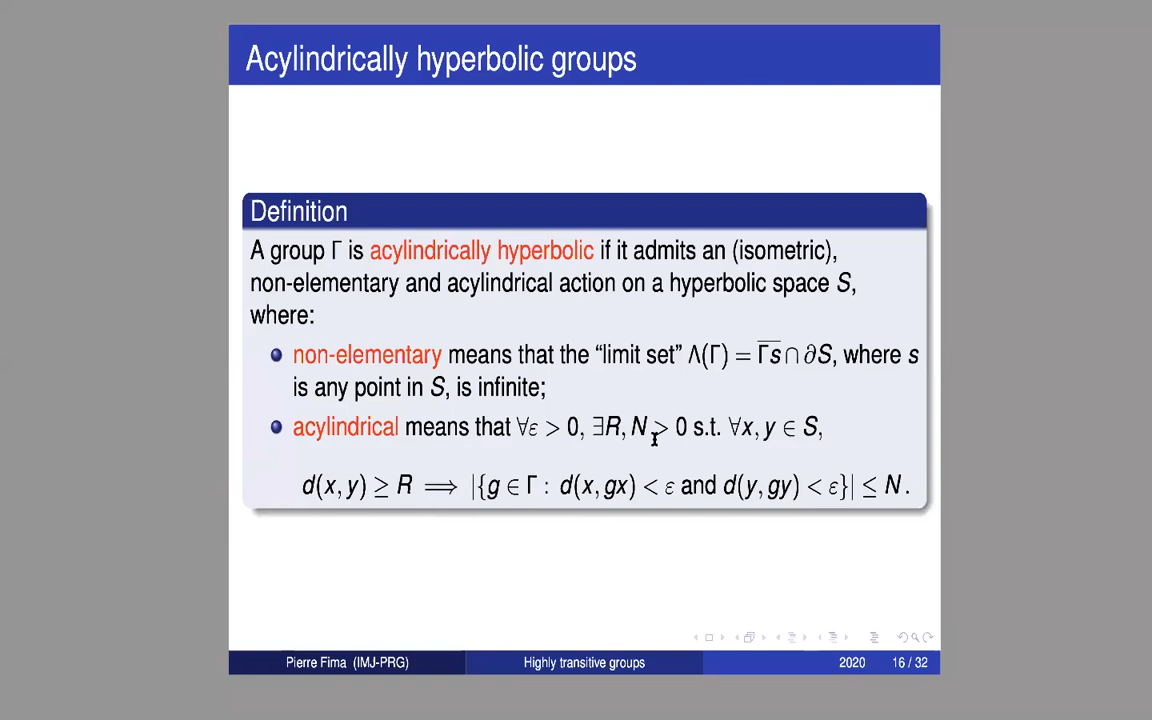 Acylindrically hyperbolic groups
Definition
A group Γ is acylindrically hyperbolic if it admits an (isometric),
non-elementary and acylindrical action on a hyperbolic space S,
where:
non-elementary means that the “limit set” Λ(Γ) = \overline{Γs} ∩ ∂S, where s
is any point in S, is infinite;
acylindrical means that ∀ε > 0, ∃R, N > 0 s.t. ∀x, y ∈ S,
d(x, y) ≥ R ⟹ |{g ∈ Γ : d(x, gx) < ε and d(y, gy) < ε}| ≤ N.
Pierre Fima (IMJ-PRG) Highly transitive groups 2020 16 / 32